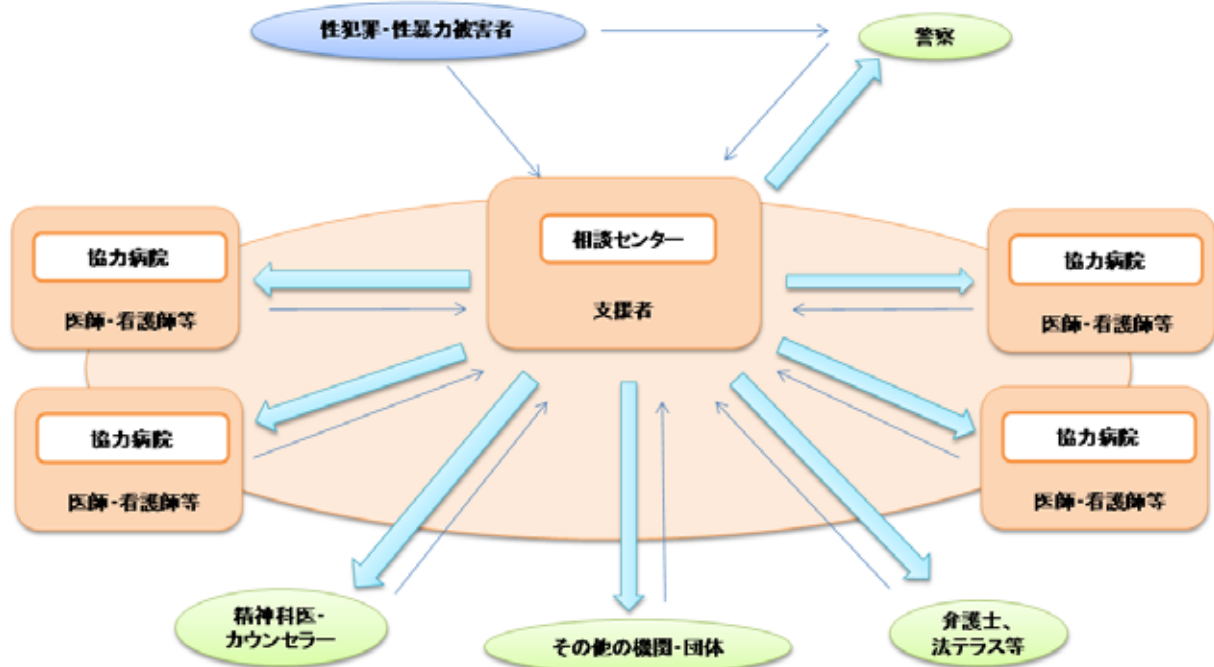 性犯罪・性暴力被害者
警察
相談センター
支援者
協力病院
医師・看護師等
協力病院
医師・看護師等
協力病院
医師・看護師等
協力病院
医師・看護師等
精神科医・
カウンセラー
その他の機関・団体
弁護士、
法テラス等